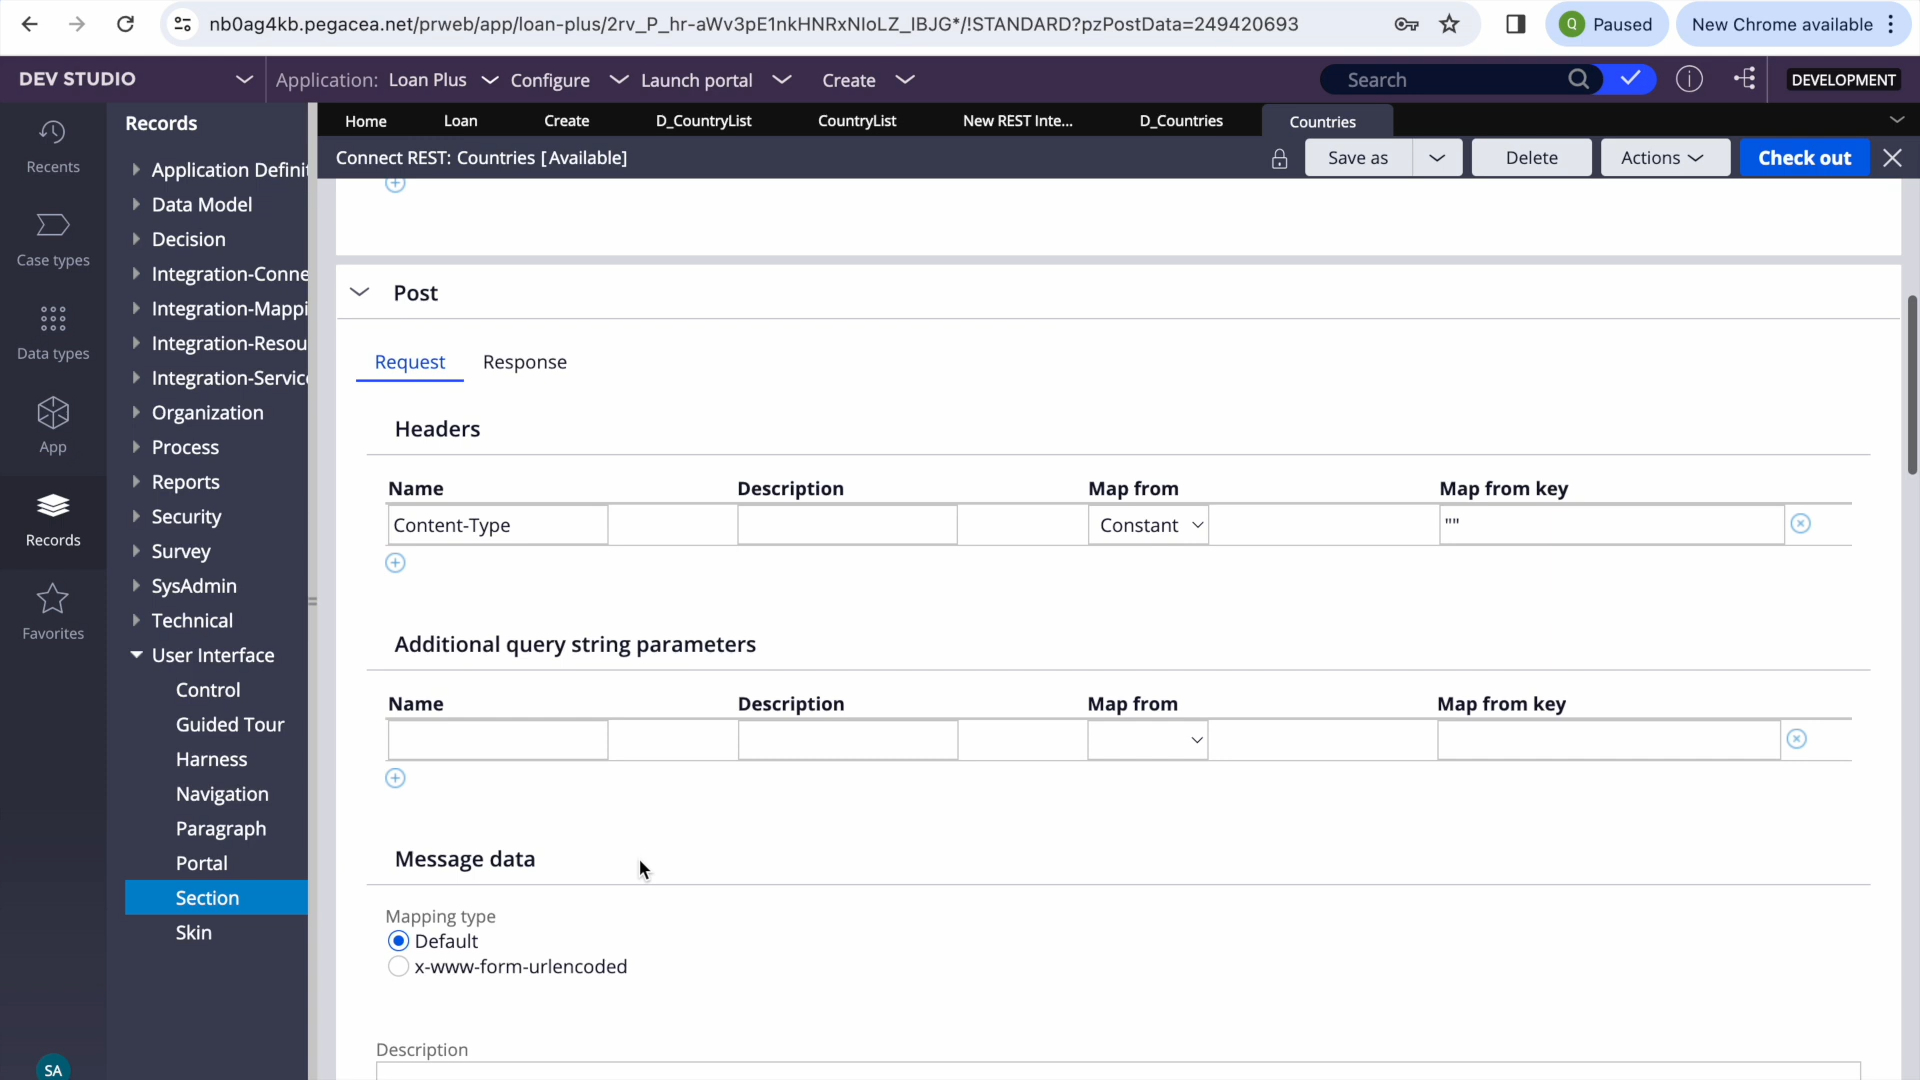 nb0ag4kb.pegacea.net/prweb/app/loan-plus/2rv_P_hr-aWv3pE1nkHNRxNIoLZ_IBJG*/!STANDARD?pzPostData=249420693
Q Paused
New Chrome available
DEV STUDIO
Application: Loan Plus
Configure
Launch portal
Create
Search
DEVELOPMENT
Recents
Case types
Data types
App
Records
Favorites
SA
Records
Application Definit
Data Model
Decision
Integration-Conne
Integration-Mappi
Integration-Resou
Integration-Servic
Organization
Process
Reports
Security
Survey
SysAdmin
Technical
User Interface
Control
Guided Tour
Harness
Navigation
Paragraph
Portal
Section
Skin
Home Loan Create D_CountryList CountryList New REST Inte... D_Countries Countries
Connect REST: Countries [Available]
Save as
Delete
Actions
Check out
Post
Request Response
Headers
Name Description Map from Map from key
Content-Type Constant ""
Additional query string parameters
Name Description Map from Map from key
Message data
Mapping type
Default
x-www-form-urlencoded
Description